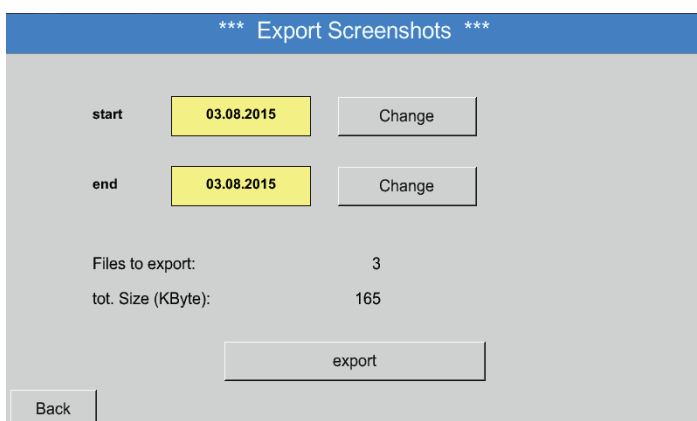 *** Export Screenshots ***
start 03.08.2015 Change
end 03.08.2015 Change
Files to export: 3
tot. Size (KByte): 165
export
Back